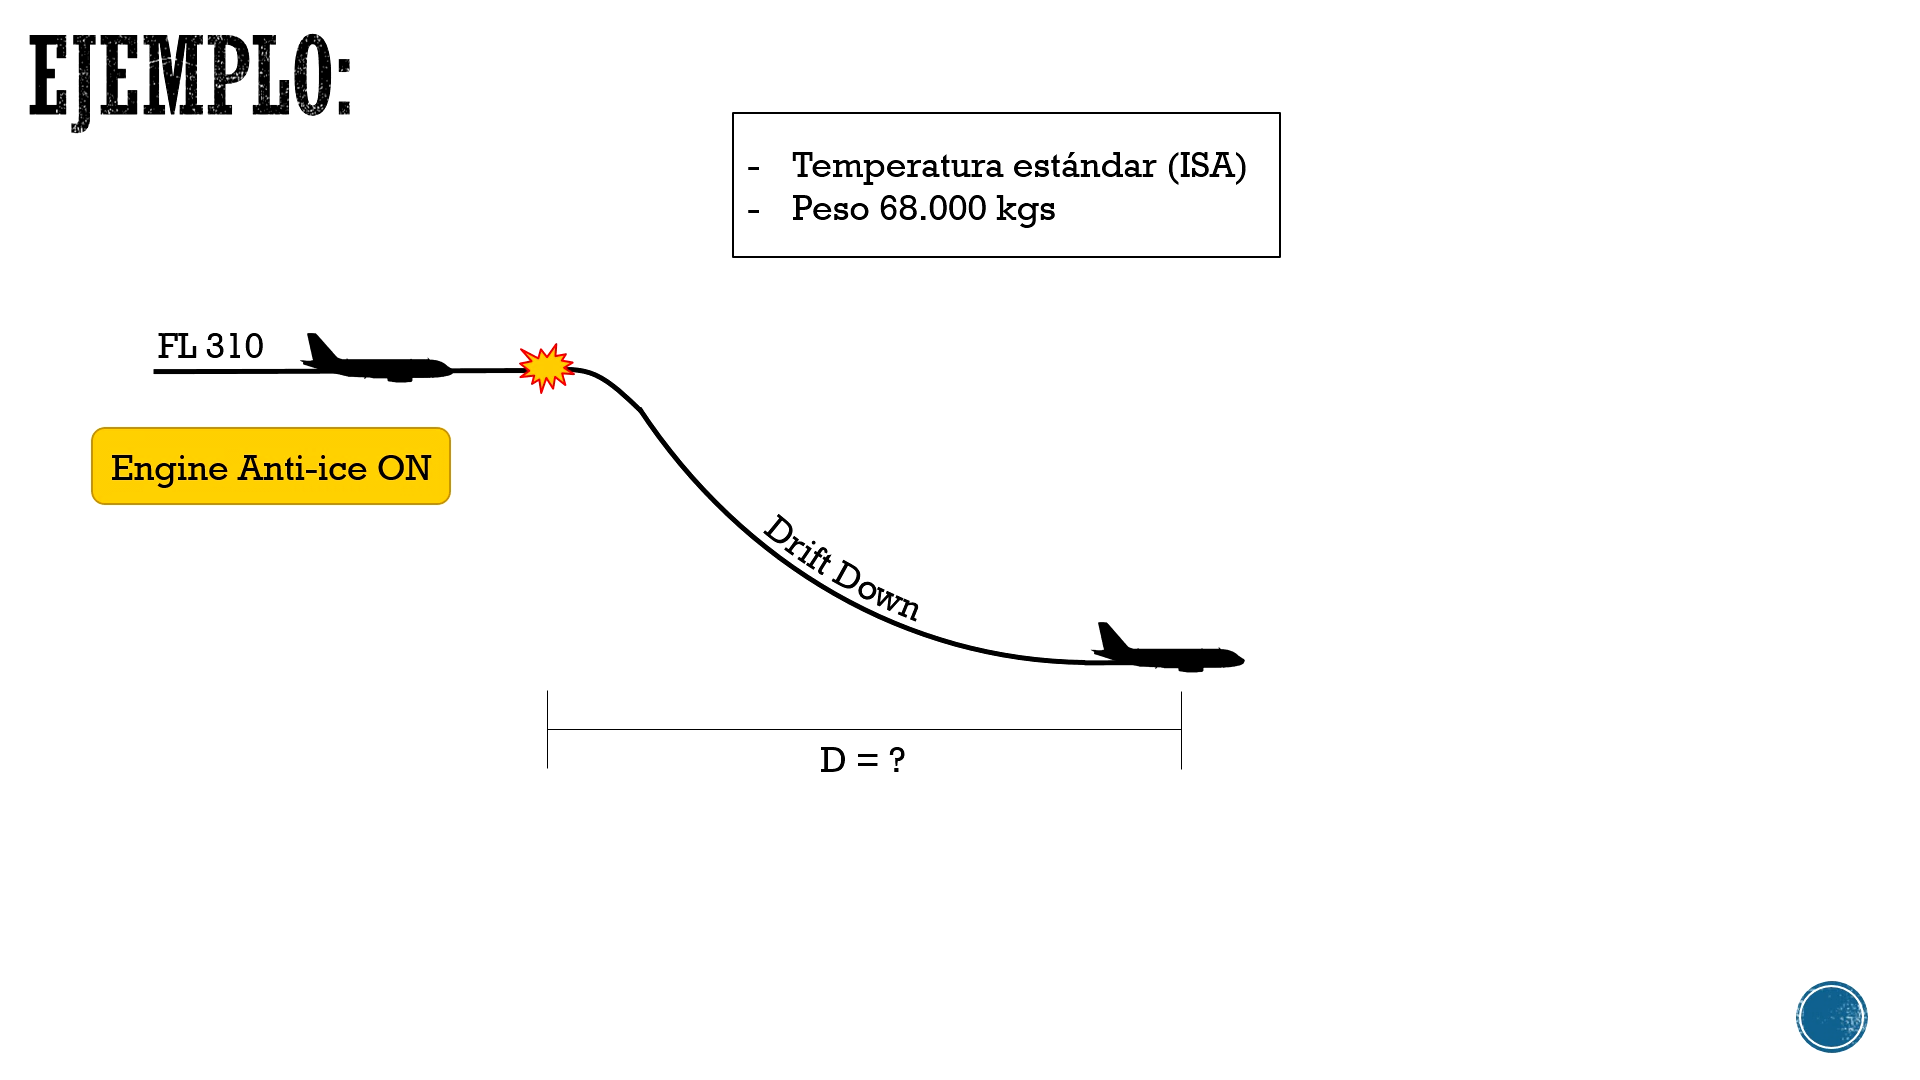 EJEMPLO:
- Temperatura estándar (ISA)
- Peso 68.000 kgs
FL 310
Engine Anti-ice ON
Drift Down
D = ?